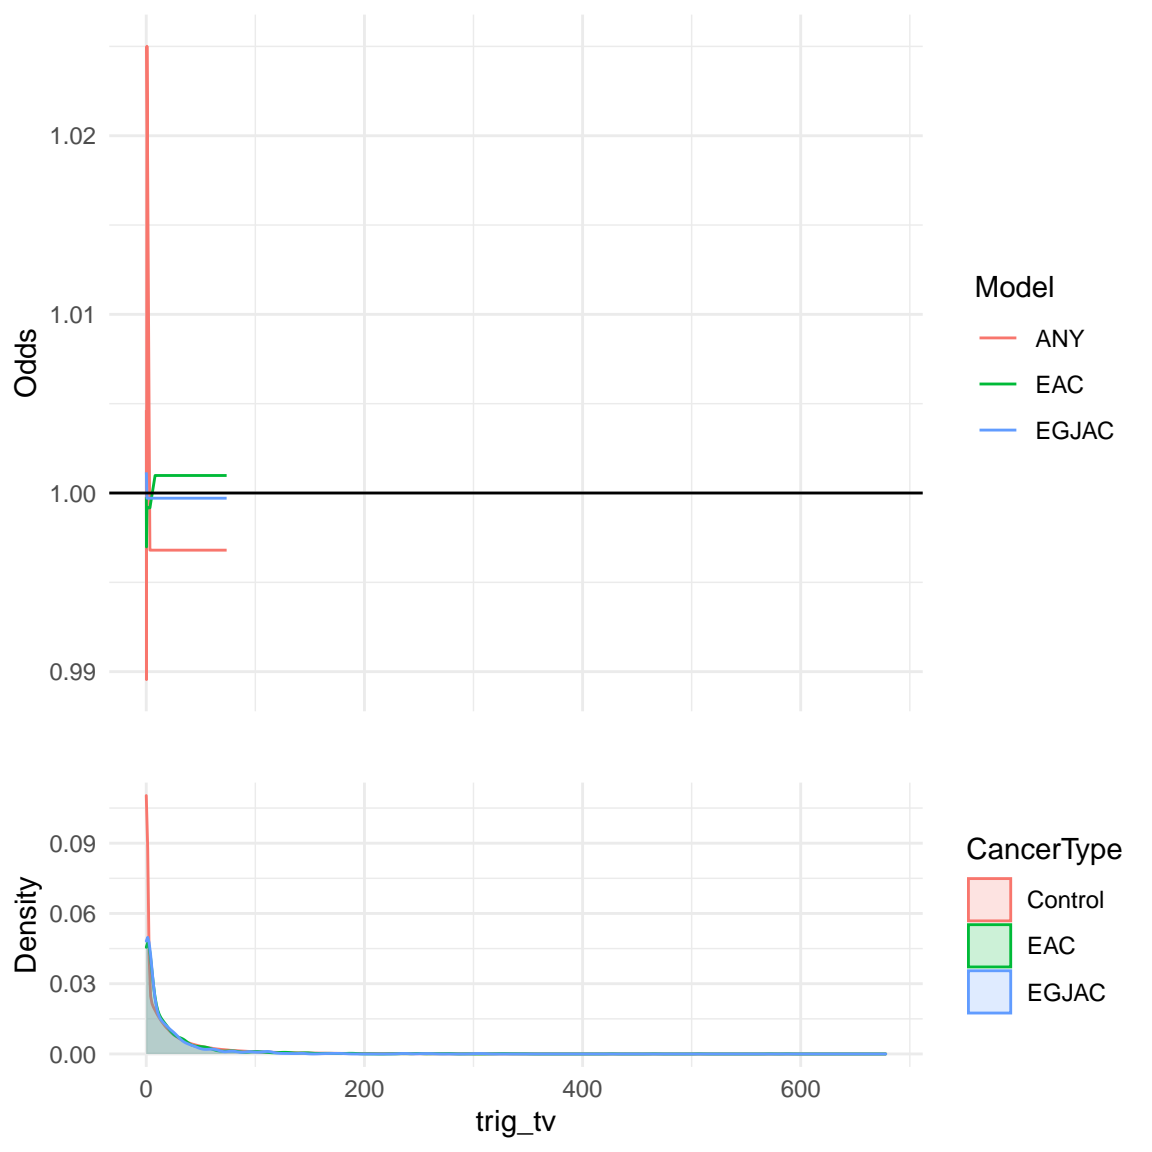 1.02
1.01
1.00
0.99
Odds
Model
ANY
EAC
EGJAC
0.09
0.06
0.03
0.00
Density
0
200
400
600
trig_tv
CancerType
Control
EAC
EGJAC